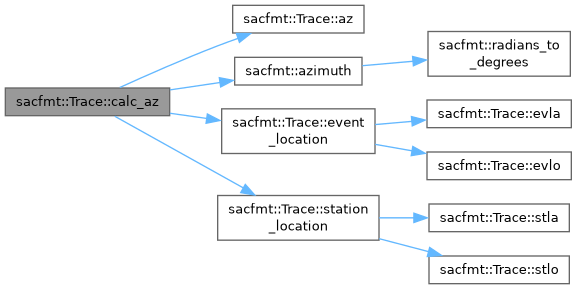 sacfmt::Trace::calc_az
sacfmt::Trace::az
sacfmt::azimuth
sacfmt::radians_to
_degrees
sacfmt::Trace::event
_location
sacfmt::Trace::evla
sacfmt::Trace::evlo
sacfmt::Trace::station
_location
sacfmt::Trace::stla
sacfmt::Trace::stlo